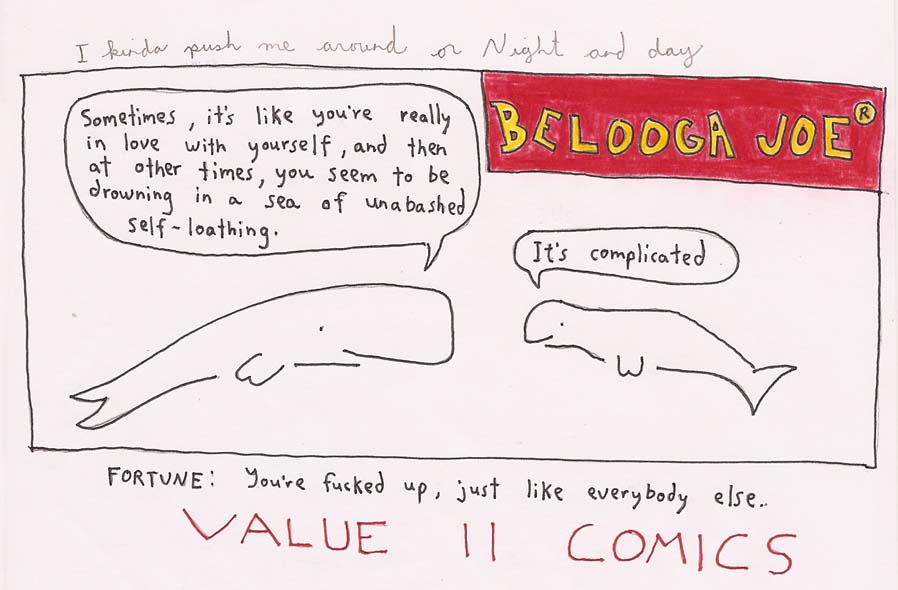 I kinda push me around or Night and day
BELOOGA JOE®
Sometimes, it's like you're really
in love with yourself, and then
at other times, you seem to be
drowning in a sea of unabashed
self-loathing.
It's complicated
FORTUNE: You're fucked up, just like everybody else..
VALUE 11 COMICS